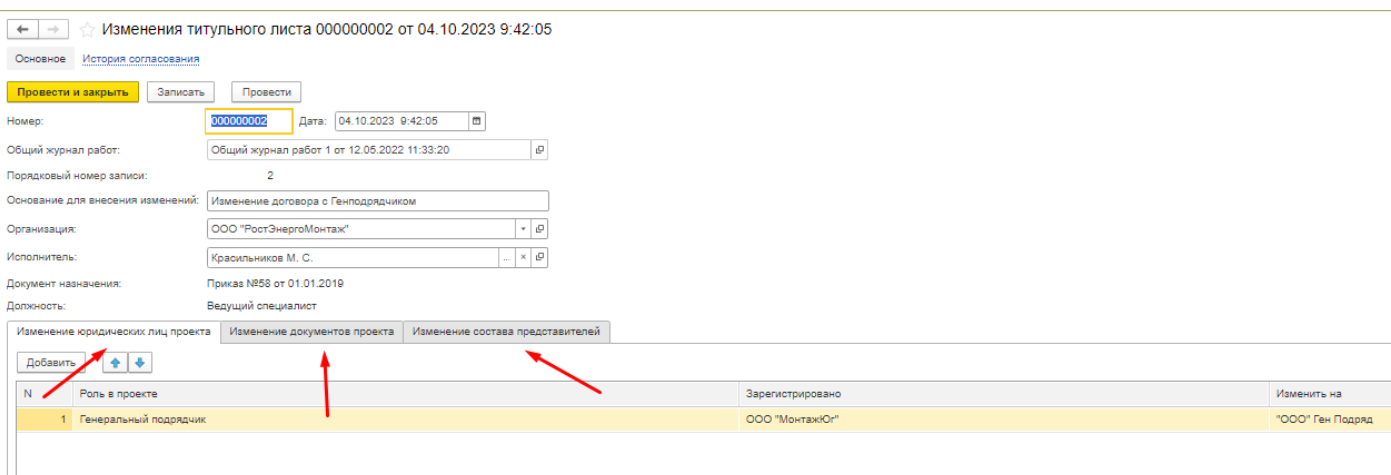 Изменения титульного листа 000000002 от 04.10.2023 9:42:05
Основное История согласования
Провести и закрыть Записать Провести
Номер: 000000002 Дата: 04.10.2023 9:42:05
Общий журнал работ: Общий журнал работ 1 от 12.05.2022 11:33:20
Порядковый номер записи: 2
Основание для внесения изменений: Изменение договора с Генподрядчиком
Организация: ООО "РостЭнергоМонтаж"
Исполнитель: Красильников М. С. ...
Документ назначения: Приказ №58 от 01.01.2019
Должность: Ведущий специалист
Изменение юридических лиц проекта Изменение документов проекта Изменение состава представителей
Добавить
N Роль в проекте Зарегистрировано Изменить на
1 Генеральный подрядчик ООО "МонтажЮг" "ООО" Ген Подряд